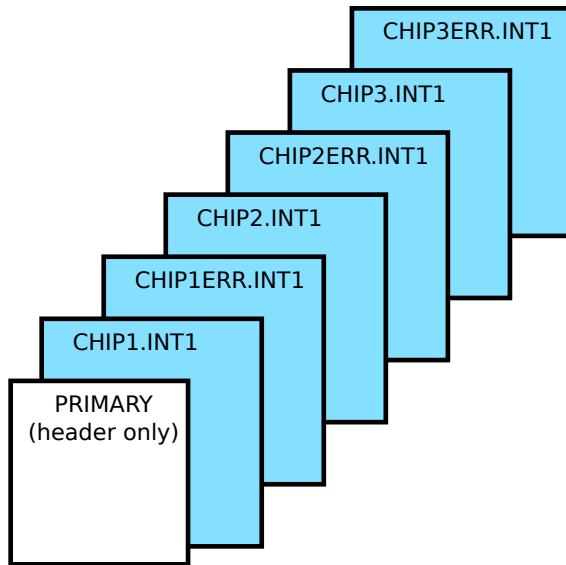 CHIP3ERR.INT1
CHIP3.INT1
CHIP2ERR.INT1
CHIP2.INT1
CHIP1ERR.INT1
CHIP1.INT1
PRIMARY
(header only)